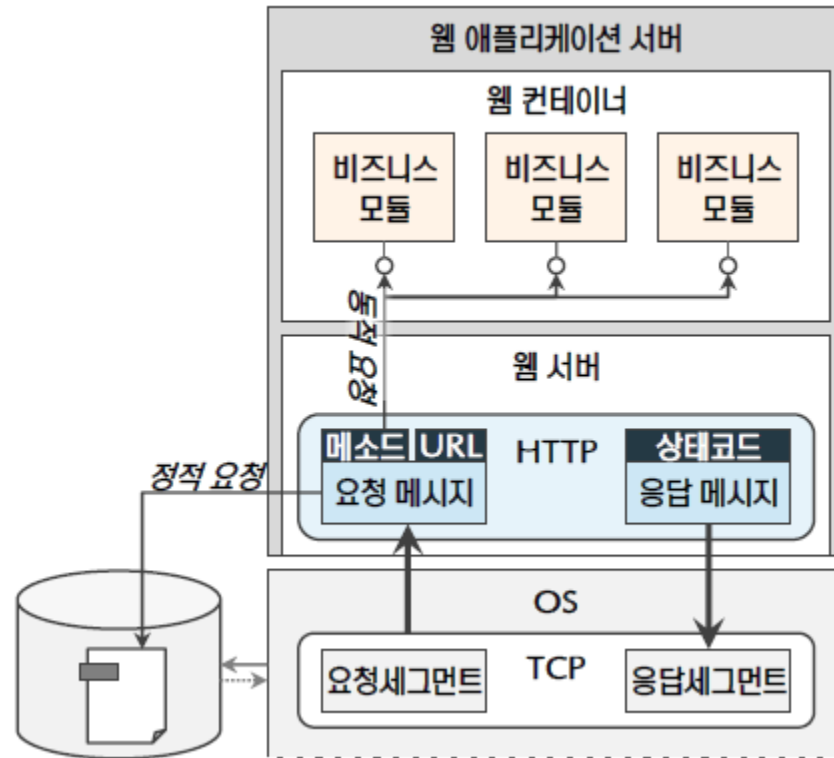 웹 애플리케이션 서버
웹 컨테이너
비즈니스
모듈
비즈니스
모듈
비즈니스
모듈
동적 요청
웹 서버
메소드 URL
HTTP
상태코드
정적 요청
요청 메시지
응답 메시지
OS
요청세그먼트
TCP
응답세그먼트